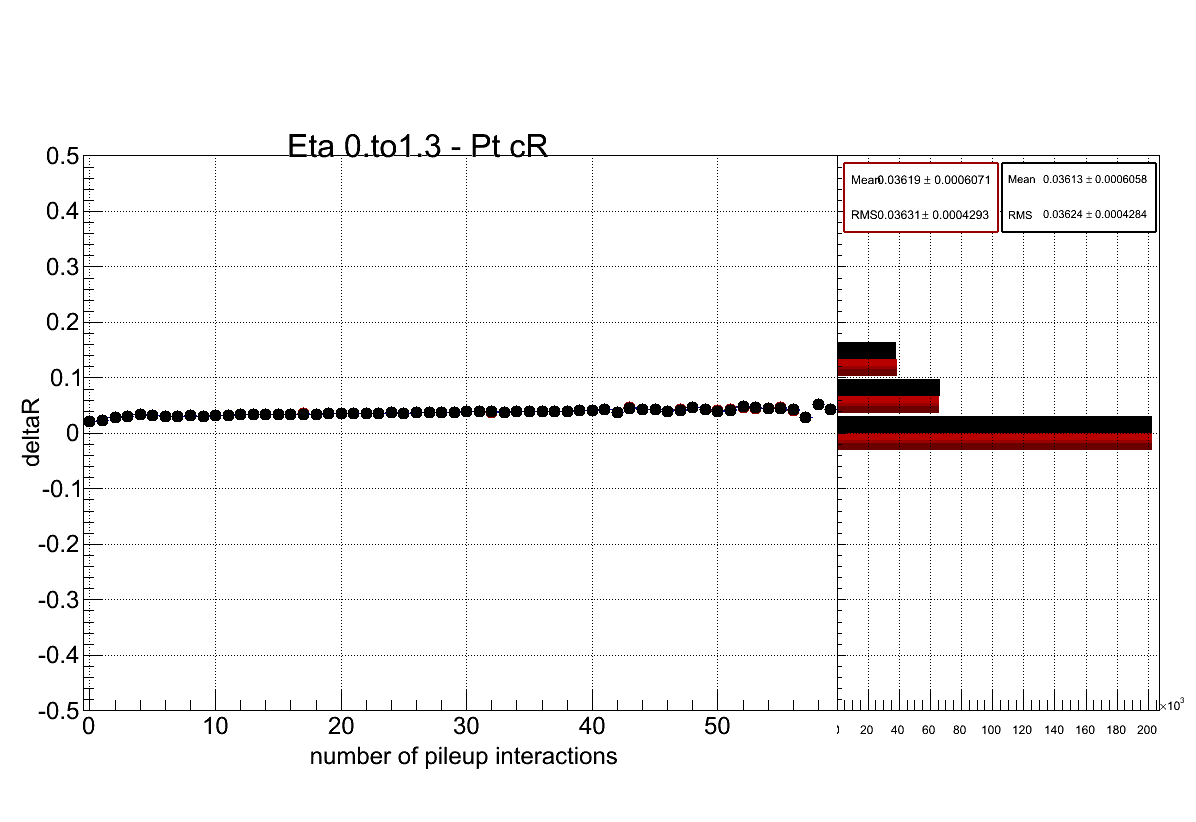 Eta 0.to1.3 - Pt cR
0.5
0.4
0.3
0.2
0.1
0
-0.1
-0.2
-0.3
-0.4
-0.5
deltaR
0 10 20 30 40 50
number of pileup interactions
Mean 0.03619 ± 0.0006071
RMS 0.03631 ± 0.0004293
Mean 0.03613 ± 0.0006058
RMS 0.03624 ± 0.0004284
20 40 60 80 100 120 140 160 180 200
×10³